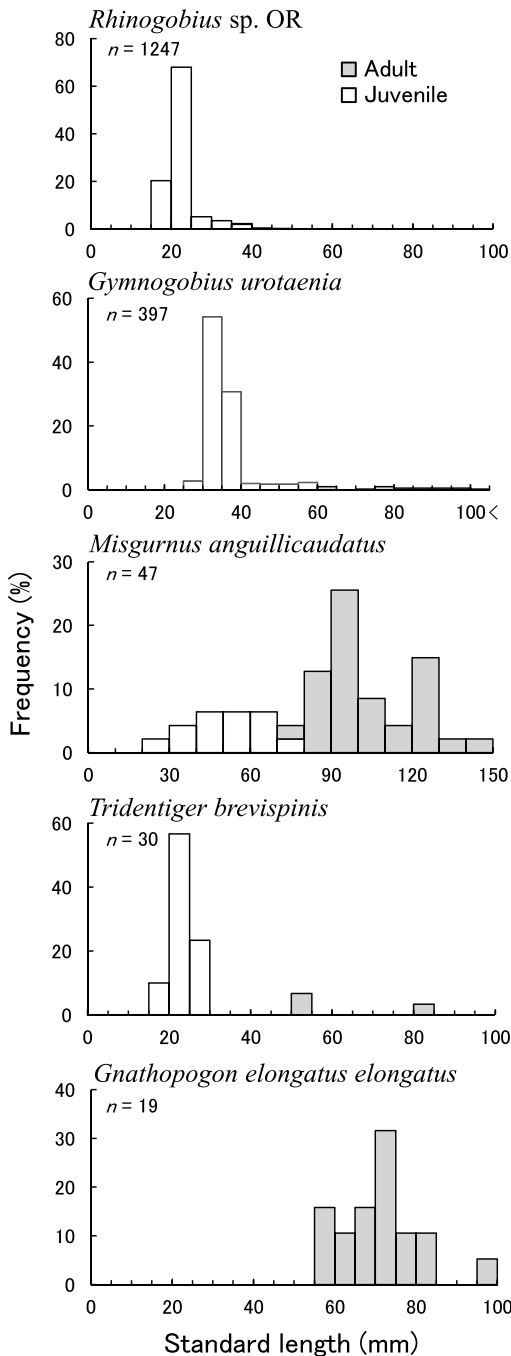 Rhinogobius sp. OR
80
n = 1247
Adult
Juvenile
60
40
20
0
0 20 40 60 80 100
Gymnogobius urotaenia
60
n = 397
40
20
0
0 20 40 60 80 100<
Misgurnus anguillicaudatus
30
n = 47
20
10
0
0 30 60 90 120 150
Frequency (%)
Tridentiger brevispinis
60
n = 30
40
20
0
0 20 40 60 80 100
Gnathopogon elongatus elongatus
40
n = 19
30
20
10
0
0 20 40 60 80 100
Standard length (mm)